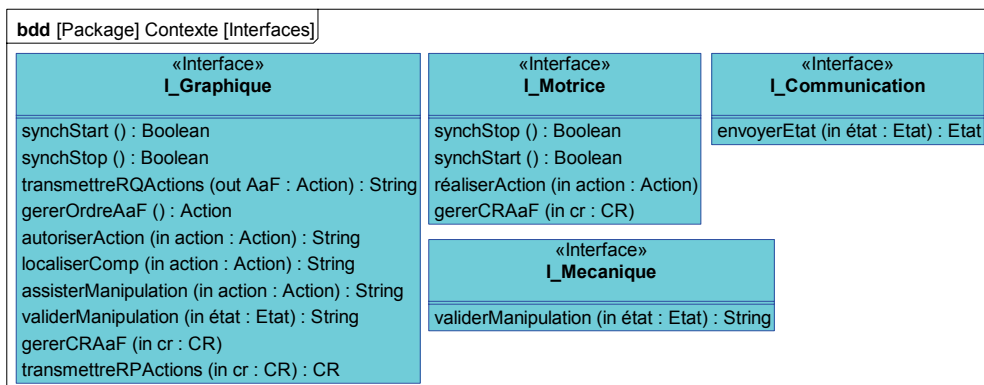 bdd [Package] Contexte [Interfaces]
«Interface»
I_Graphique
synchStart () : Boolean
synchStop () : Boolean
transmettreRQActions (out AaF : Action) : String
gererOrdreAaF () : Action
autoriserAction (in action : Action) : String
localiserComp (in action : Action) : String
assisterManipulation (in action : Action) : String
validerManipulation (in état : Etat) : String
gererCRAaF (in cr : CR)
transmettreRPActions (in cr : CR) : CR
«Interface»
I_Motrice
synchStop () : Boolean
synchStart () : Boolean
réaliserAction (in action : Action)
gererCRAaF (in cr : CR)
«Interface»
I_Communication
envoyerEtat (in état : Etat) : Etat
«Interface»
I_Mecanique
validerManipulation (in état : Etat) : String